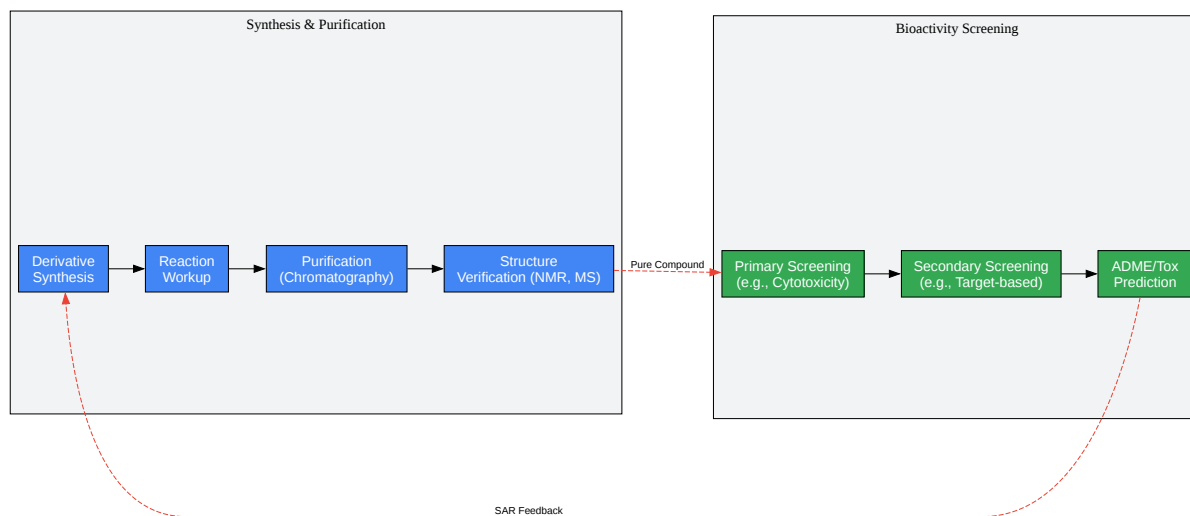 Synthesis & Purification
Bioactivity Screening
Derivative
Synthesis
Reaction
Workup
Purification
(Chromatography)
Structure
Verification (NMR, MS)
Pure Compound
Primary Screening
(e.g., Cytotoxicity)
Secondary Screening
(e.g., Target-based)
ADME/Tox
Prediction
SAR Feedback